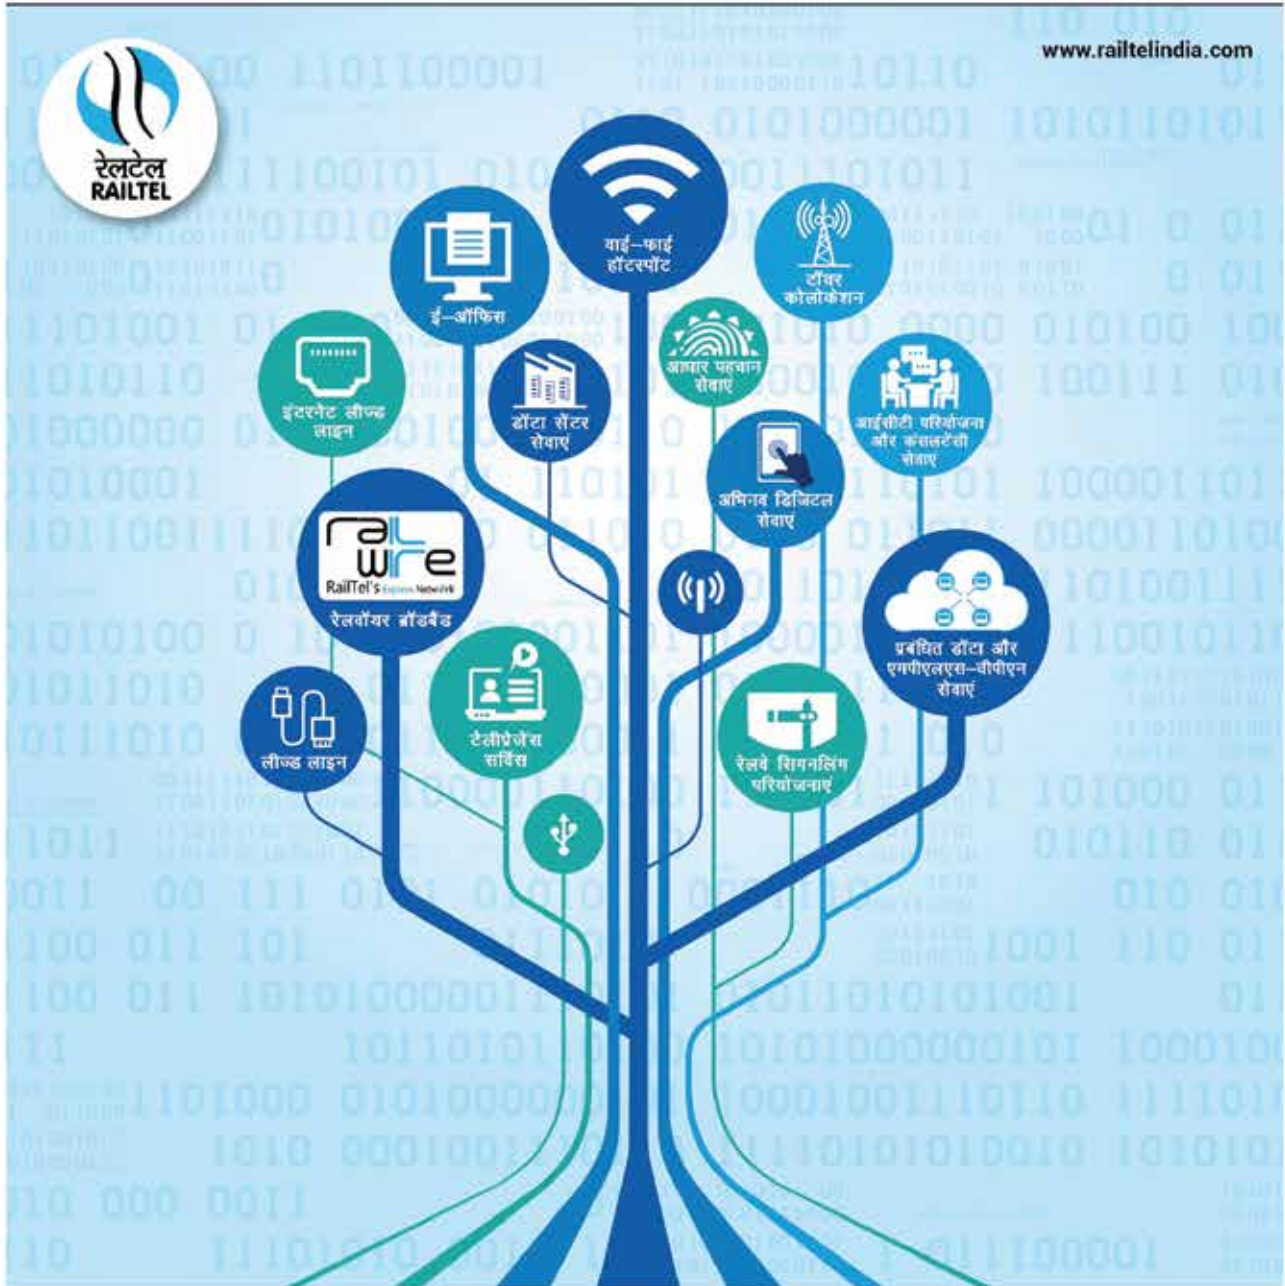 www.railtelindia.com
रेलटेल
RAILTEL
वाई–फाई
हॉटस्पॉट
ई–ऑफिस
टॉवर
कोलोकेशन
इंटरनेट लीज्ड
लाइन
डॉटा सेंटर
सेवाएं
आधार पहचान
सेवाएं
आईसीटी परियोजना
और कंसलटेंसी
सेवाएं
अभिनव डिजिटल
सेवाएं
rail
wire
RailTel's Express Network
रेलवॉयर ब्रॉडबैंड
प्रबंधित डॉटा और
एमपीएलएस–वीपीएन
सेवाएं
टैलीप्रेजेंस
सर्विस
लीज्ड लाइन
रेलवे सिगनलिंग
परियोजनाएं